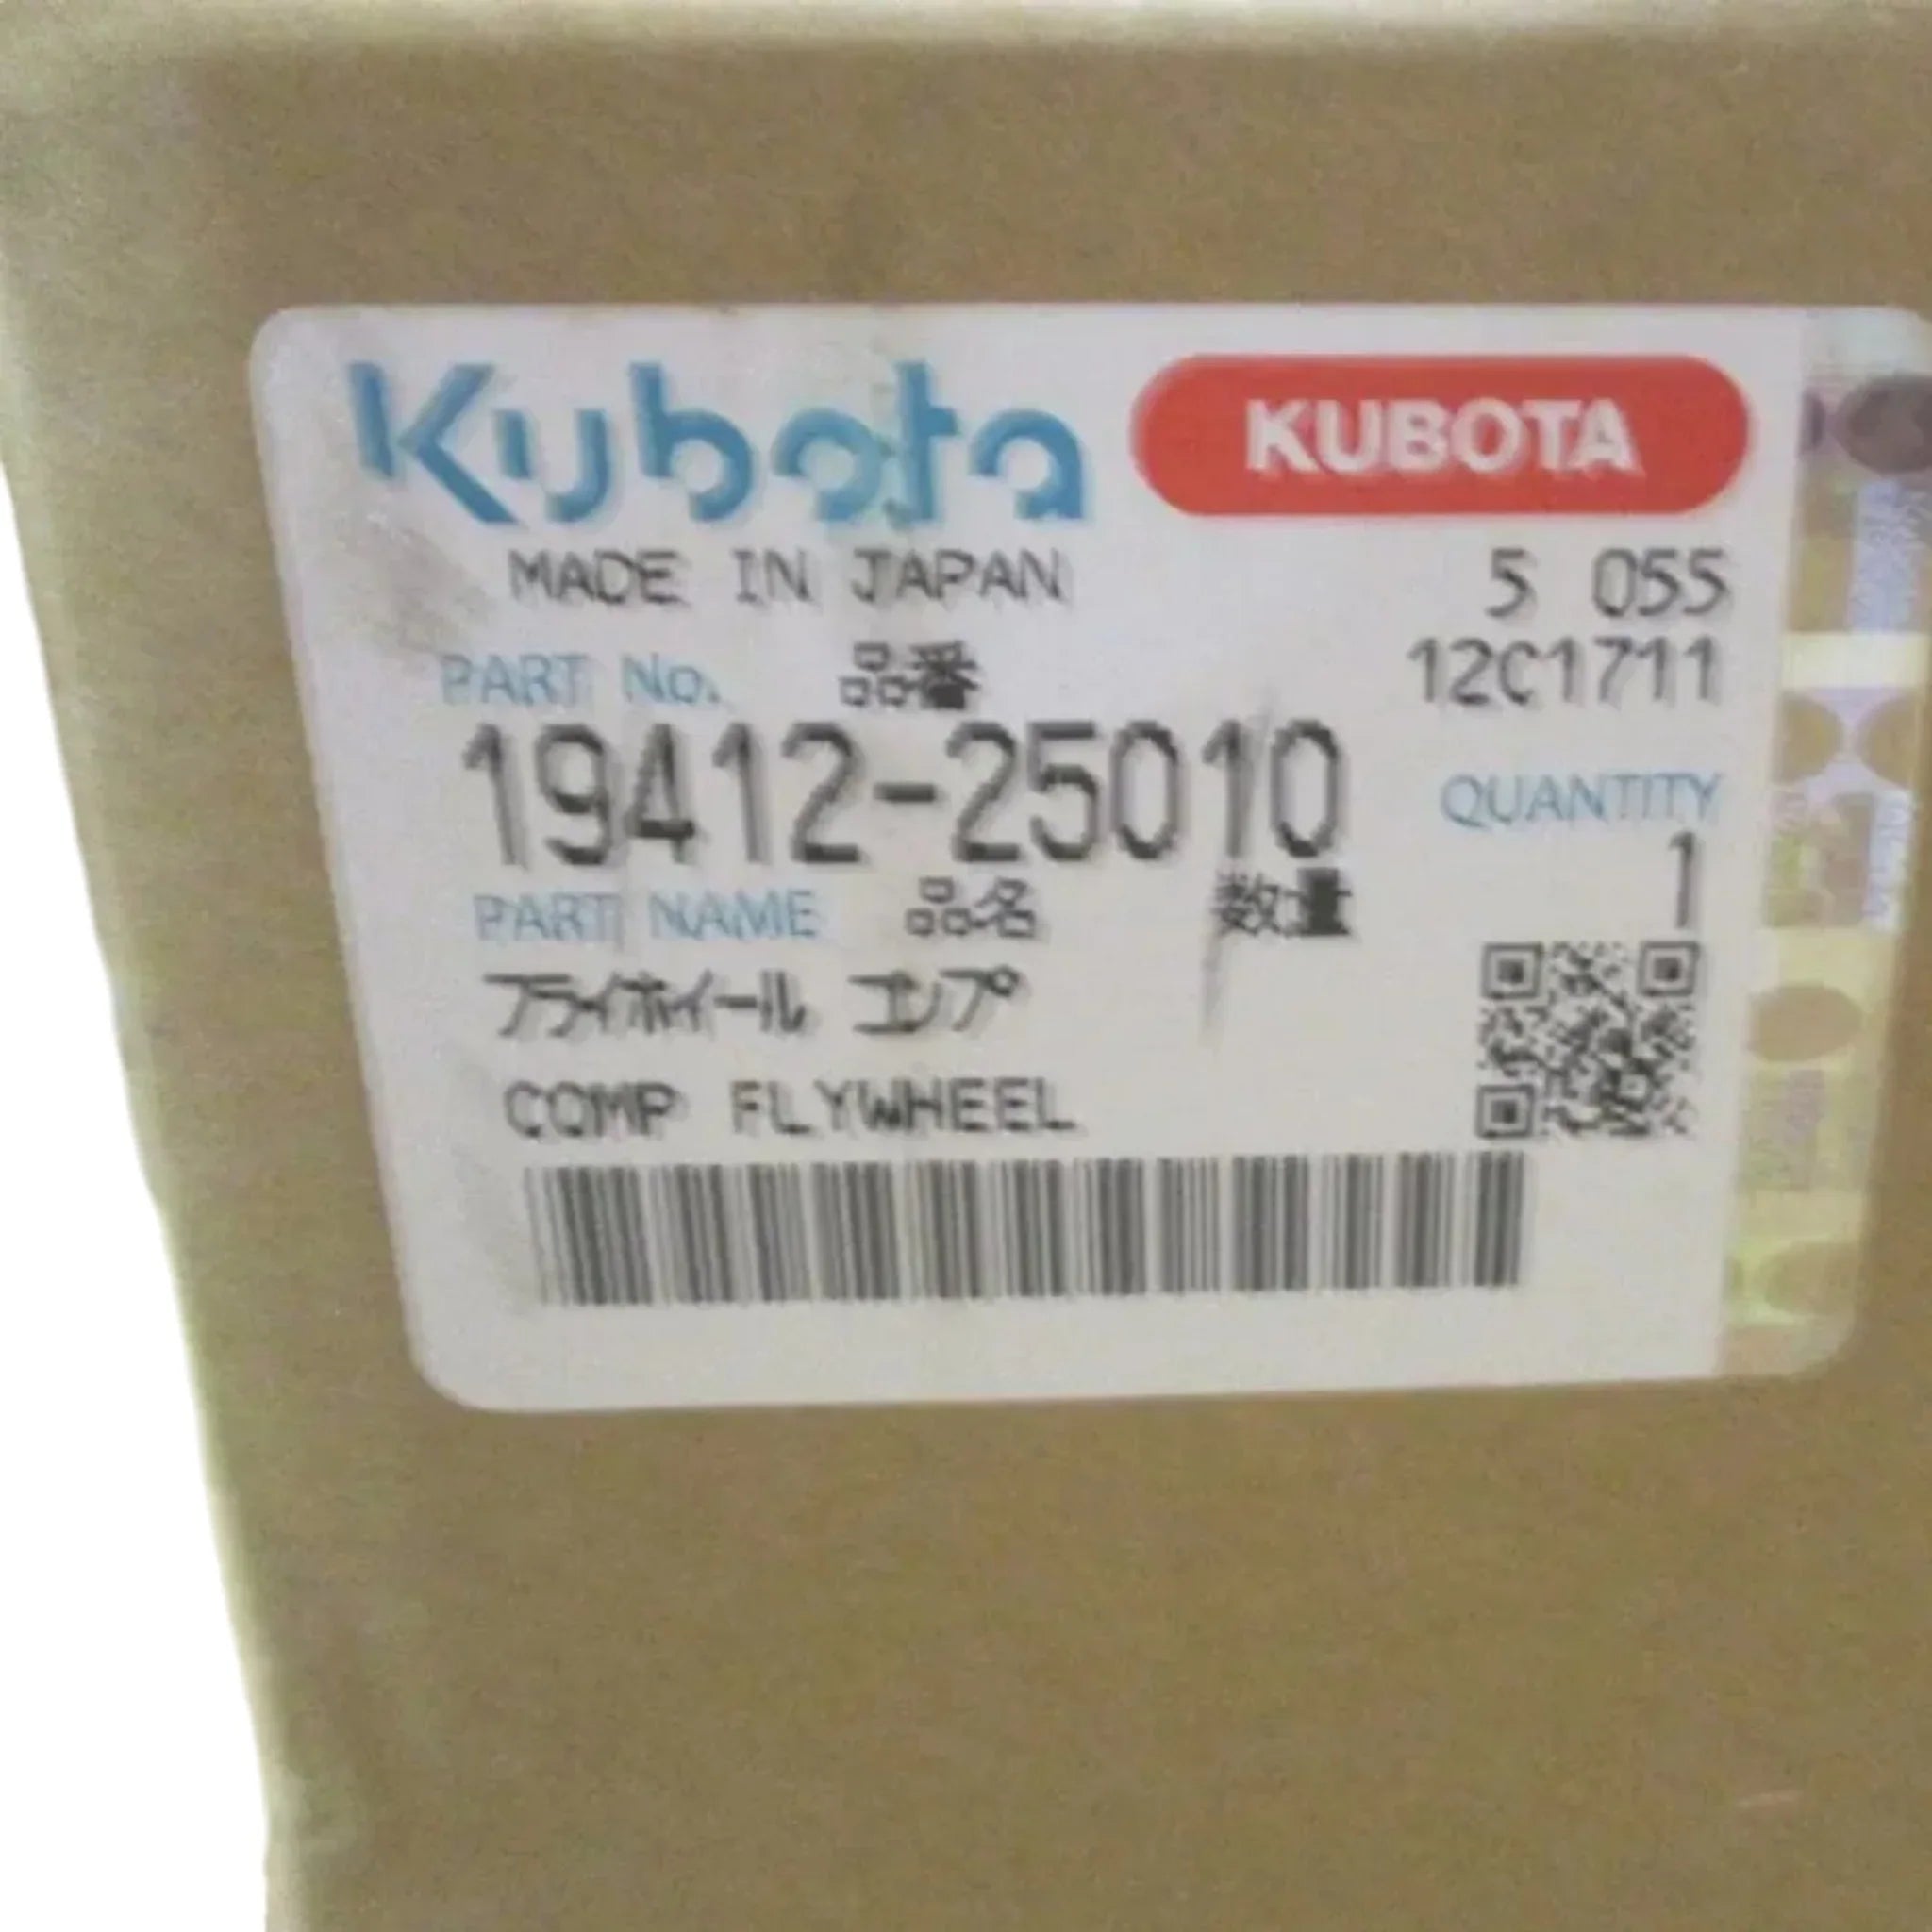 Kubota KUBOTA
MADE IN JAPAN 5 055
PART No. 品番 12C1711
19412-25010 QUANTITY
PART NAME 品名 数量 1
フライホイール コンプ
COMP FLYWHEEL